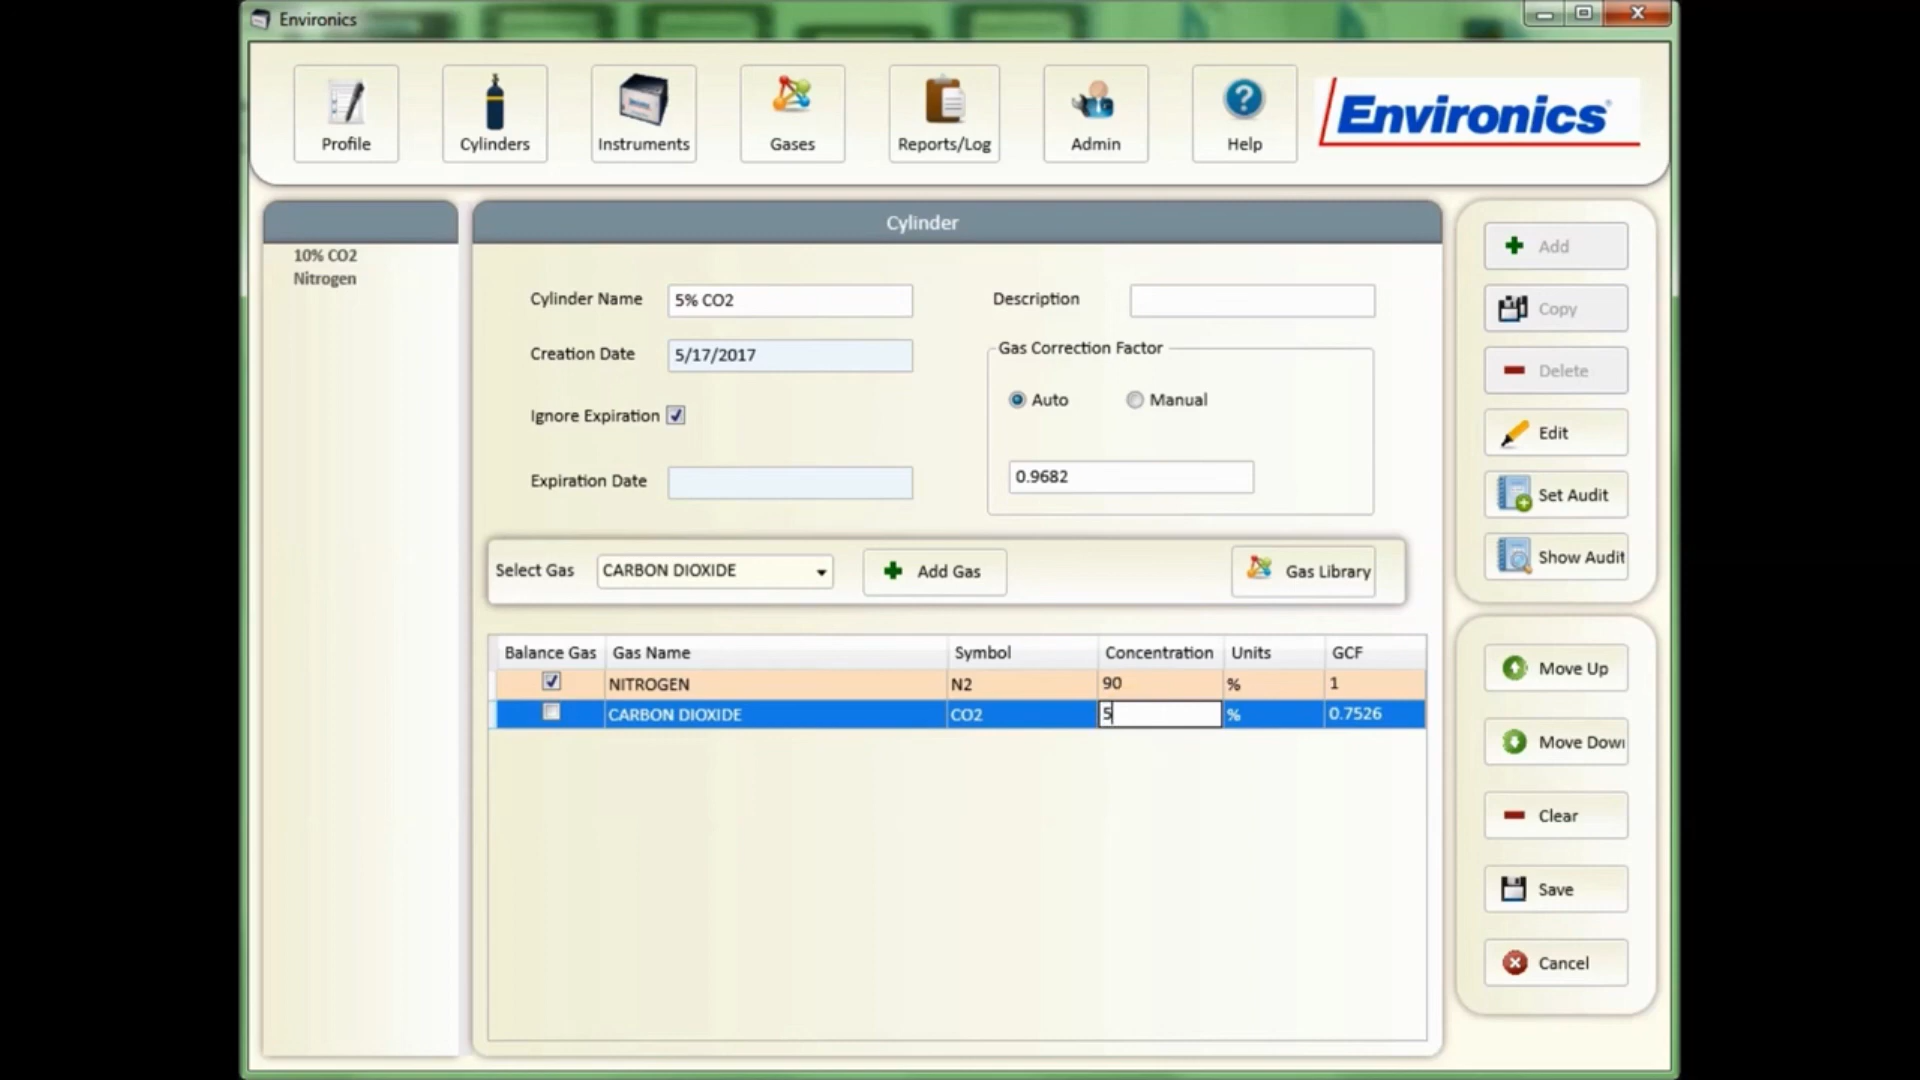 Environics
Profile
Cylinders
Instruments
Gases
Reports/Log
Admin
Help
Environics®
10% CO2
Nitrogen
Cylinder
Cylinder Name
5% CO2
Description
Creation Date
5/17/2017
Gas Correction Factor
Auto
Manual
Ignore Expiration
Expiration Date
0.9682
Select Gas
CARBON DIOXIDE
Add Gas
Gas Library
Balance Gas Gas Name Symbol Concentration Units GCF
NITROGEN N2 90 % 1
CARBON DIOXIDE CO2 5 % 0.7526
Add
Copy
Delete
Edit
Set Audit
Show Audit
Move Up
Move Down
Clear
Save
Cancel